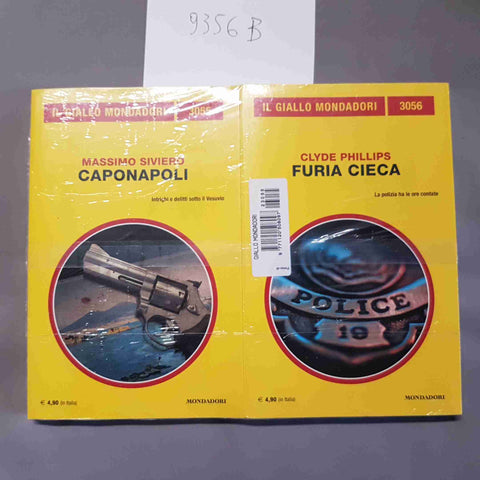 9356 B
IL GIALLO MONDADORI
MASSIMO SIVIERO
CAPONAPOLI
Intrighi e delitti sotto il Vesuvio
€ 4,90 (in Italia)
MONDADORI
IL GIALLO MONDADORI 3056
CLYDE PHILLIPS
FURIA CIECA
La polizia ha le ore contate
GIALLO MONDADORI
POLICE
19
€ 4,90 (in Italia)
MONDADORI